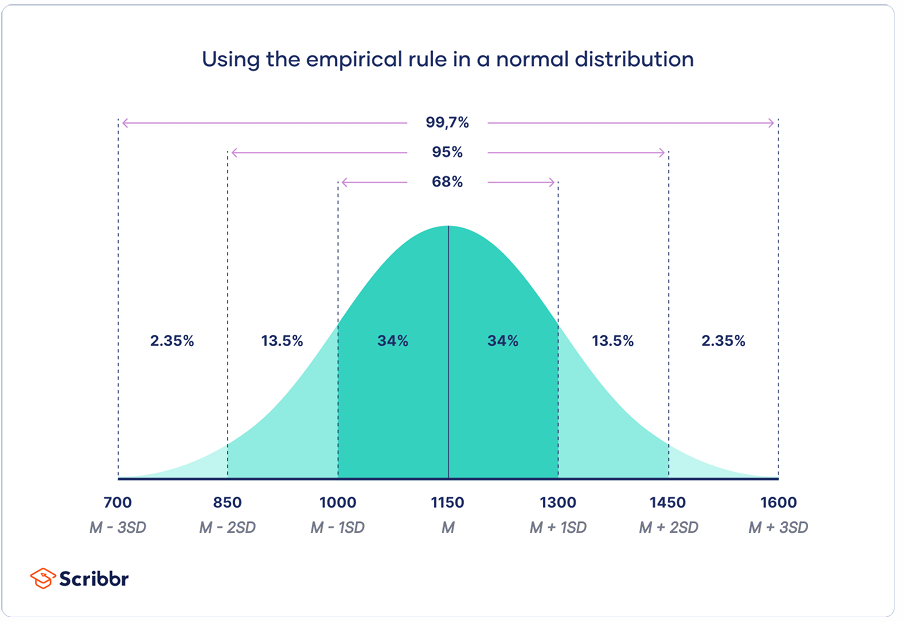 Using the empirical rule in a normal distribution
99,7%
95%
68%
2.35% 13.5% 34% 34% 13.5% 2.35%
700 850 1000 1150 1300 1450 1600
M - 3SD M - 2SD M - 1SD M M + 1SD M + 2SD M + 3SD
Scribbr